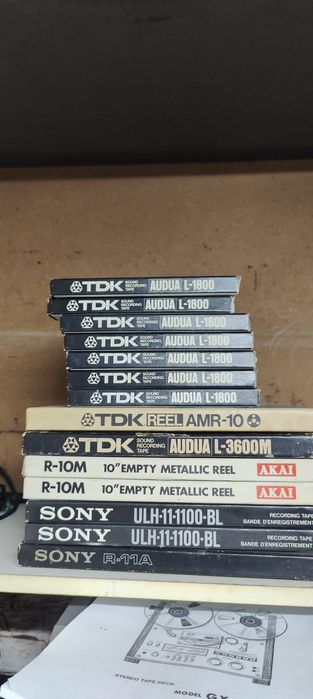 TDK SOUND RECORDING TAPE AUDUA L-1800
TDK SOUND RECORDING TAPE AUDUA L-1800
TDK SOUND RECORDING TAPE AUDUA L-1800
TDK SOUND RECORDING TAPE AUDUA L-1800
TDK SOUND RECORDING TAPE AUDUA L-1800
TDK SOUND RECORDING TAPE AUDUA L-1800
TDK SOUND RECORDING TAPE AUDUA L-1800
TDK REEL AMR-10
TDK SOUND RECORDING TAPE AUDUA L-3600M
R-10M 10" EMPTY METALLIC REEL AKAI
R-10M 10" EMPTY METALLIC REEL AKAI
SONY ULH-11-1100-BL RECORDING TAPE
BANDE D'ENREGISTREMENT
SONY ULH-11-1100-BL RECORDING TAPE
BANDE D'ENREGISTREMENT
SONY R-11A
STEREO TAPE DECK
MODEL GX